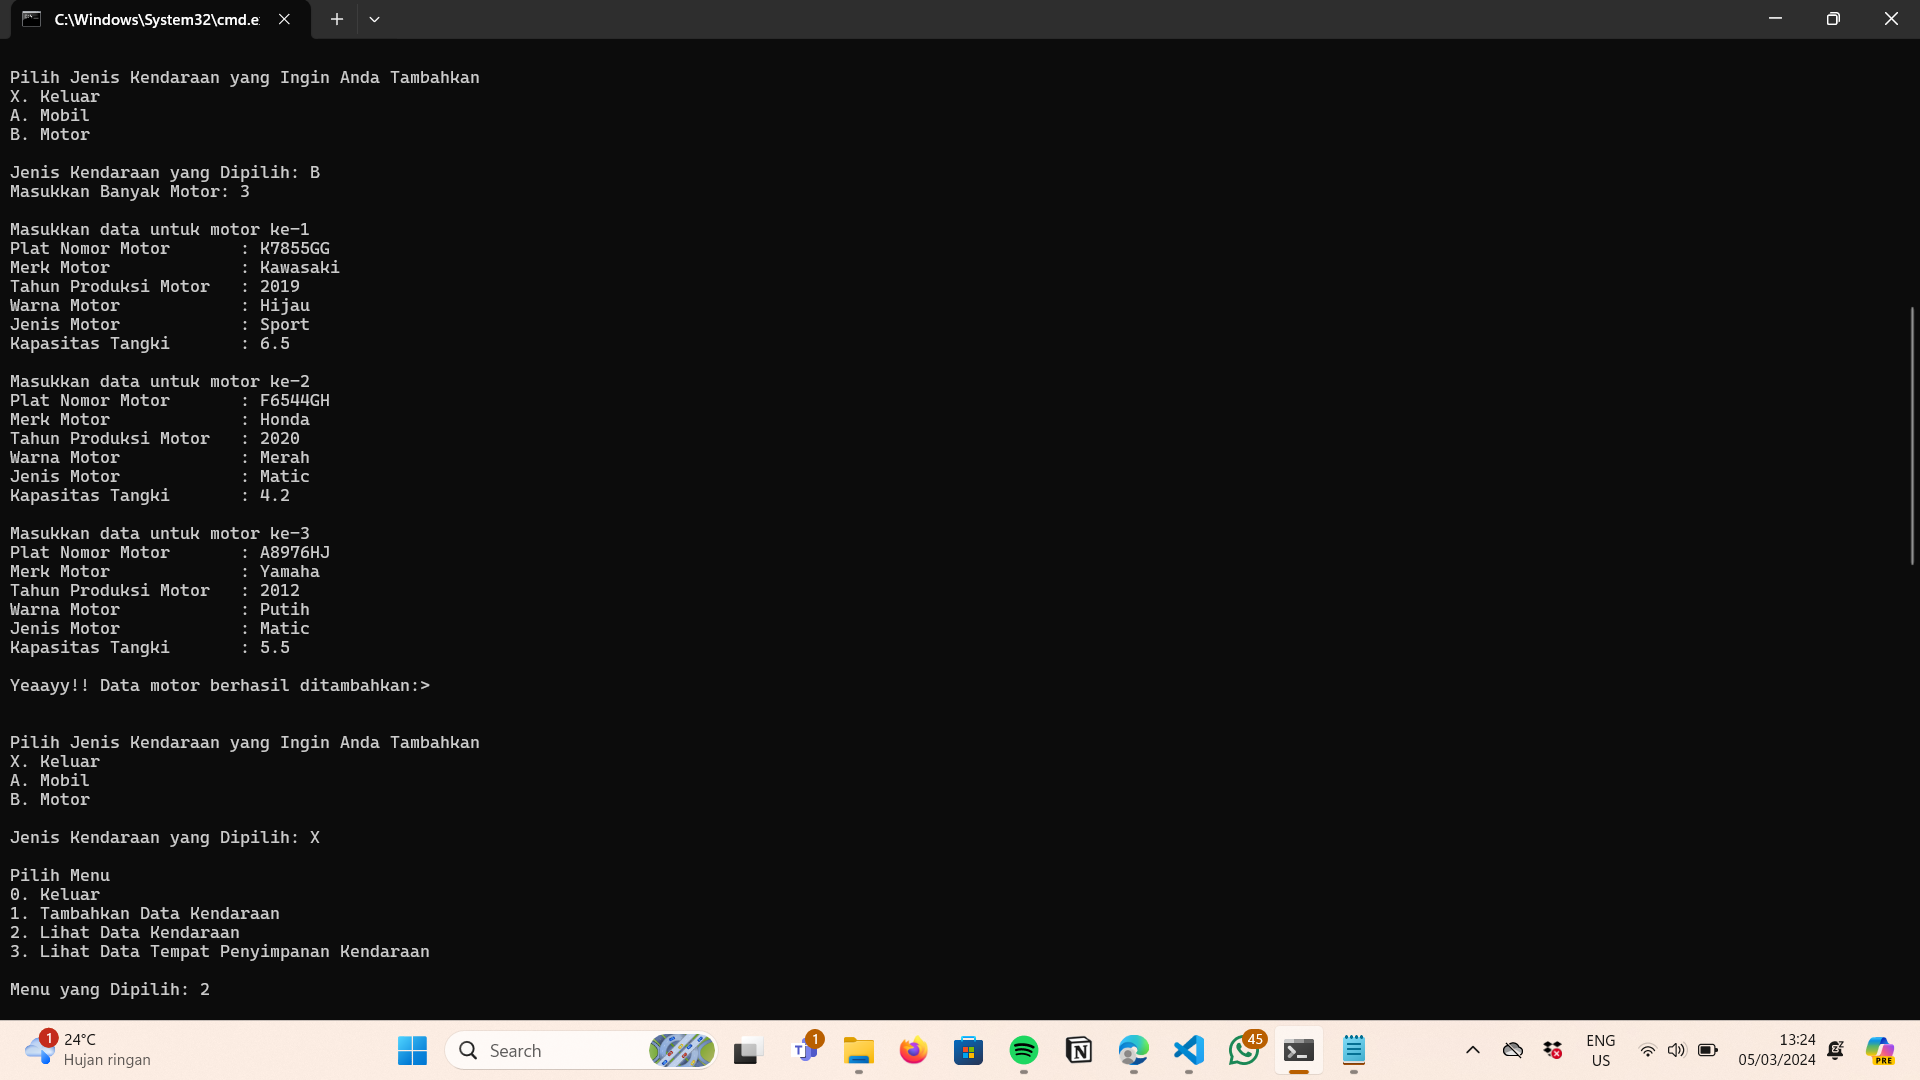 C:\Windows\System32\cmd.e
Pilih Jenis Kendaraan yang Ingin Anda Tambahkan
X. Keluar
A. Mobil
B. Motor
Jenis Kendaraan yang Dipilih: B
Masukkan Banyak Motor: 3
Masukkan data untuk motor ke-1
Plat Nomor Motor : K7855GG
Merk Motor : Kawasaki
Tahun Produksi Motor : 2019
Warna Motor : Hijau
Jenis Motor : Sport
Kapasitas Tangki : 6.5
Masukkan data untuk motor ke-2
Plat Nomor Motor : F6544GH
Merk Motor : Honda
Tahun Produksi Motor : 2020
Warna Motor : Merah
Jenis Motor : Matic
Kapasitas Tangki : 4.2
Masukkan data untuk motor ke-3
Plat Nomor Motor : A8976HJ
Merk Motor : Yamaha
Tahun Produksi Motor : 2012
Warna Motor : Putih
Jenis Motor : Matic
Kapasitas Tangki : 5.5
Yeaayy!! Data motor berhasil ditambahkan:>
Pilih Jenis Kendaraan yang Ingin Anda Tambahkan
X. Keluar
A. Mobil
B. Motor
Jenis Kendaraan yang Dipilih: X
Pilih Menu
0. Keluar
1. Tambahkan Data Kendaraan
2. Lihat Data Kendaraan
3. Lihat Data Tempat Penyimpanan Kendaraan
Menu yang Dipilih: 2
1
24°C
Hujan ringan
Search
1
45
ENG
US
13:24
05/03/2024
PRE